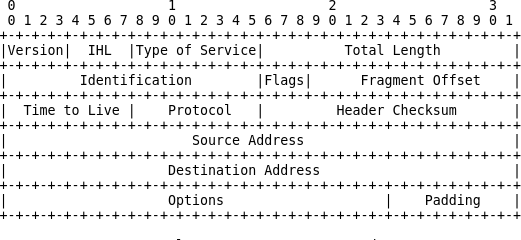 0                   1                   2                   3
 0 1 2 3 4 5 6 7 8 9 0 1 2 3 4 5 6 7 8 9 0 1 2 3 4 5 6 7 8 9 0 1
+-+-+-+-+-+-+-+-+-+-+-+-+-+-+-+-+-+-+-+-+-+-+-+-+-+-+-+-+-+-+-+-+
|Version|  IHL  |Type of Service|          Total Length         |
+-+-+-+-+-+-+-+-+-+-+-+-+-+-+-+-+-+-+-+-+-+-+-+-+-+-+-+-+-+-+-+-+
|         Identification        |Flags|      Fragment Offset    |
+-+-+-+-+-+-+-+-+-+-+-+-+-+-+-+-+-+-+-+-+-+-+-+-+-+-+-+-+-+-+-+-+
|  Time to Live |    Protocol   |         Header Checksum       |
+-+-+-+-+-+-+-+-+-+-+-+-+-+-+-+-+-+-+-+-+-+-+-+-+-+-+-+-+-+-+-+-+
|                       Source Address                          |
+-+-+-+-+-+-+-+-+-+-+-+-+-+-+-+-+-+-+-+-+-+-+-+-+-+-+-+-+-+-+-+-+
|                    Destination Address                        |
+-+-+-+-+-+-+-+-+-+-+-+-+-+-+-+-+-+-+-+-+-+-+-+-+-+-+-+-+-+-+-+-+
|                    Options                    |    Padding    |
+-+-+-+-+-+-+-+-+-+-+-+-+-+-+-+-+-+-+-+-+-+-+-+-+-+-+-+-+-+-+-+-+